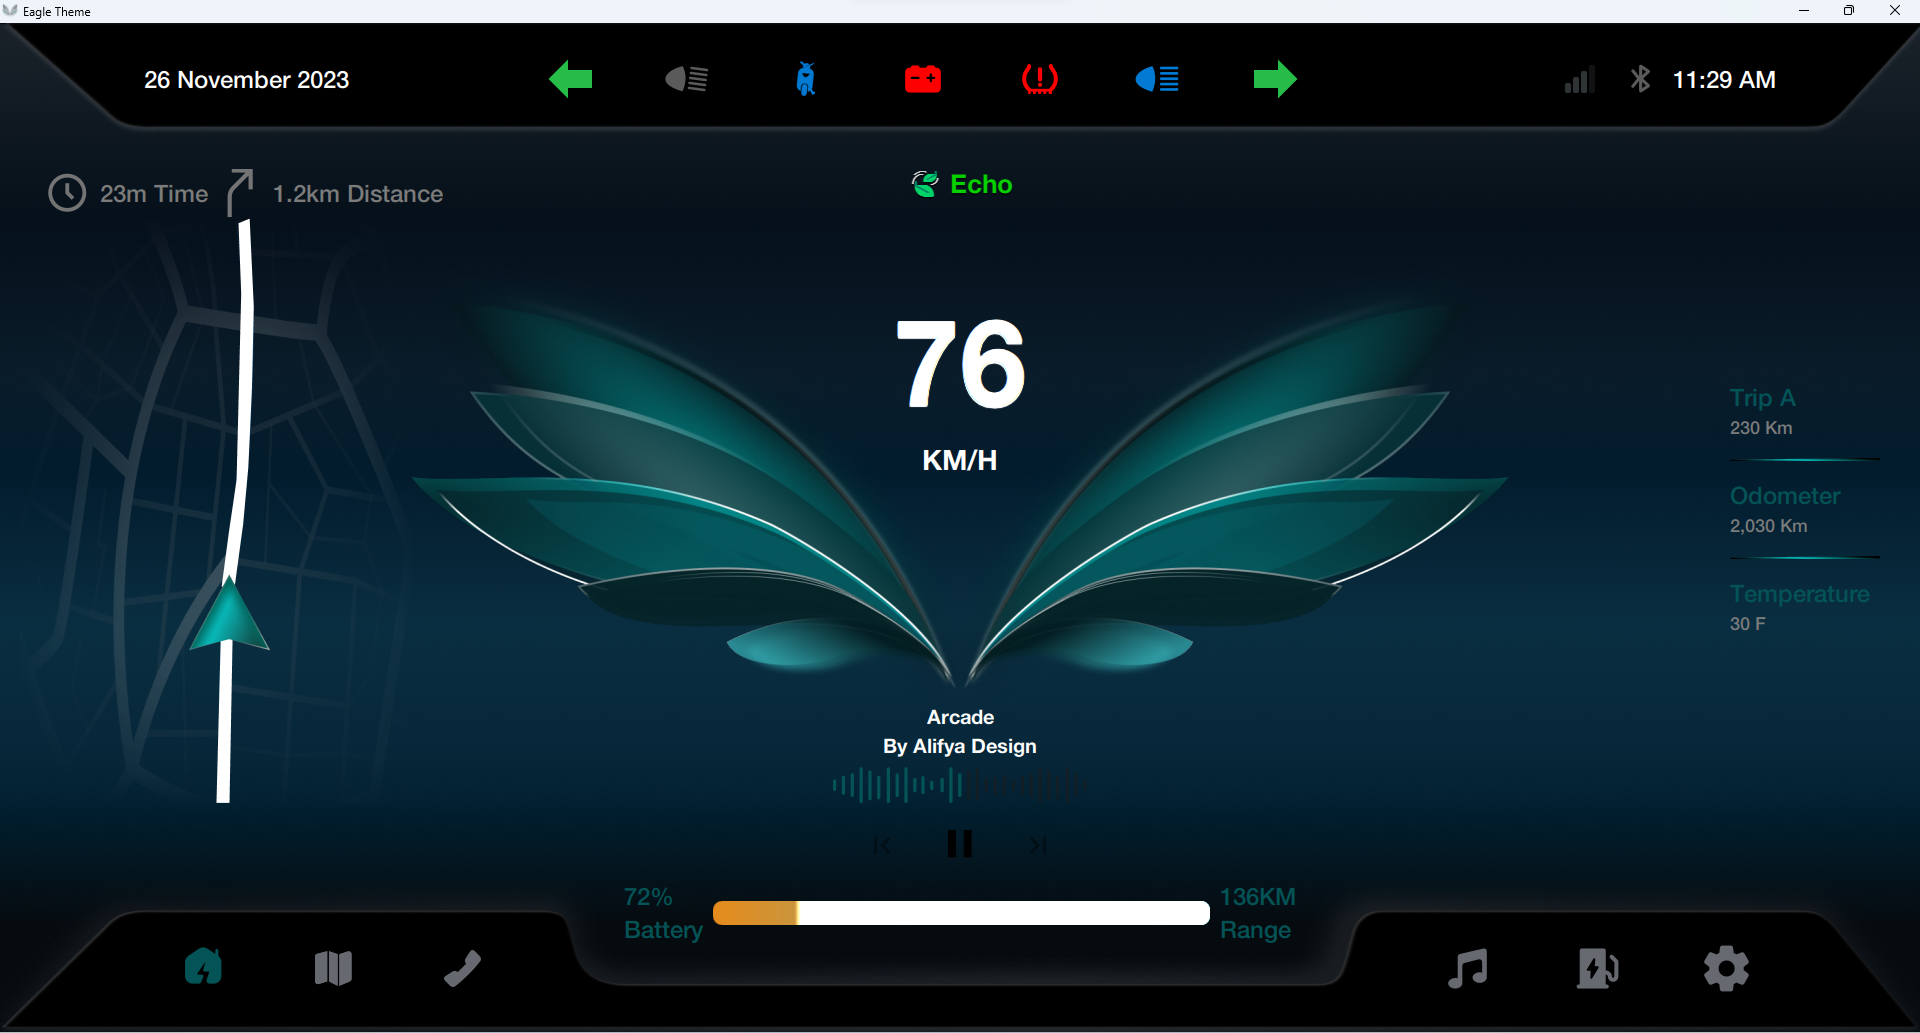 Eagle Theme
26 November 2023
11:29 AM
23m Time
1.2km Distance
Echo
76
KM/H
Trip A
230 Km
Odometer
2,030 Km
Temperature
30 F
Arcade
By Alifya Design
72%
Battery
136KM
Range